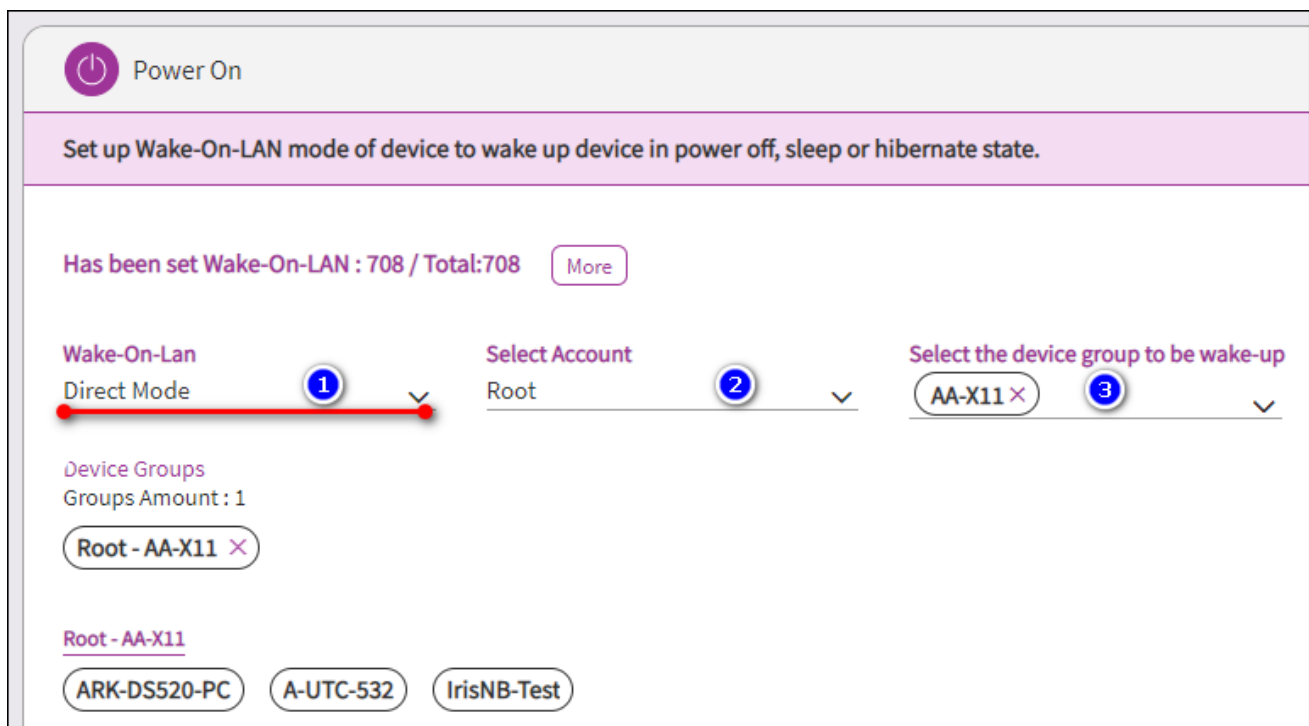 Power On
Set up Wake-On-LAN mode of device to wake up device in power off, sleep or hibernate state.
Has been set Wake-On-LAN : 708 / Total:708 More
Wake-On-Lan Select Account Select the device group to be wake-up
Direct Mode 1 Root 2 AA-X11 × 3
Device Groups
Groups Amount : 1
Root - AA-X11 ×
Root - AA-X11
ARK-DS520-PC A-UTC-532 IrisNB-Test